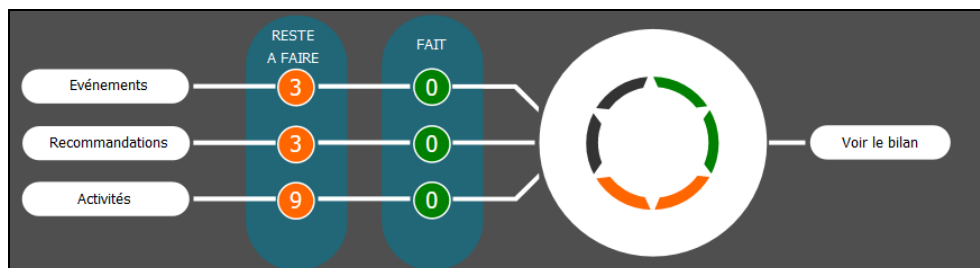 RESTE
A FAIRE
FAIT
Evénements
3
0
Recommandations
3
0
Voir le bilan
Activités
9
0